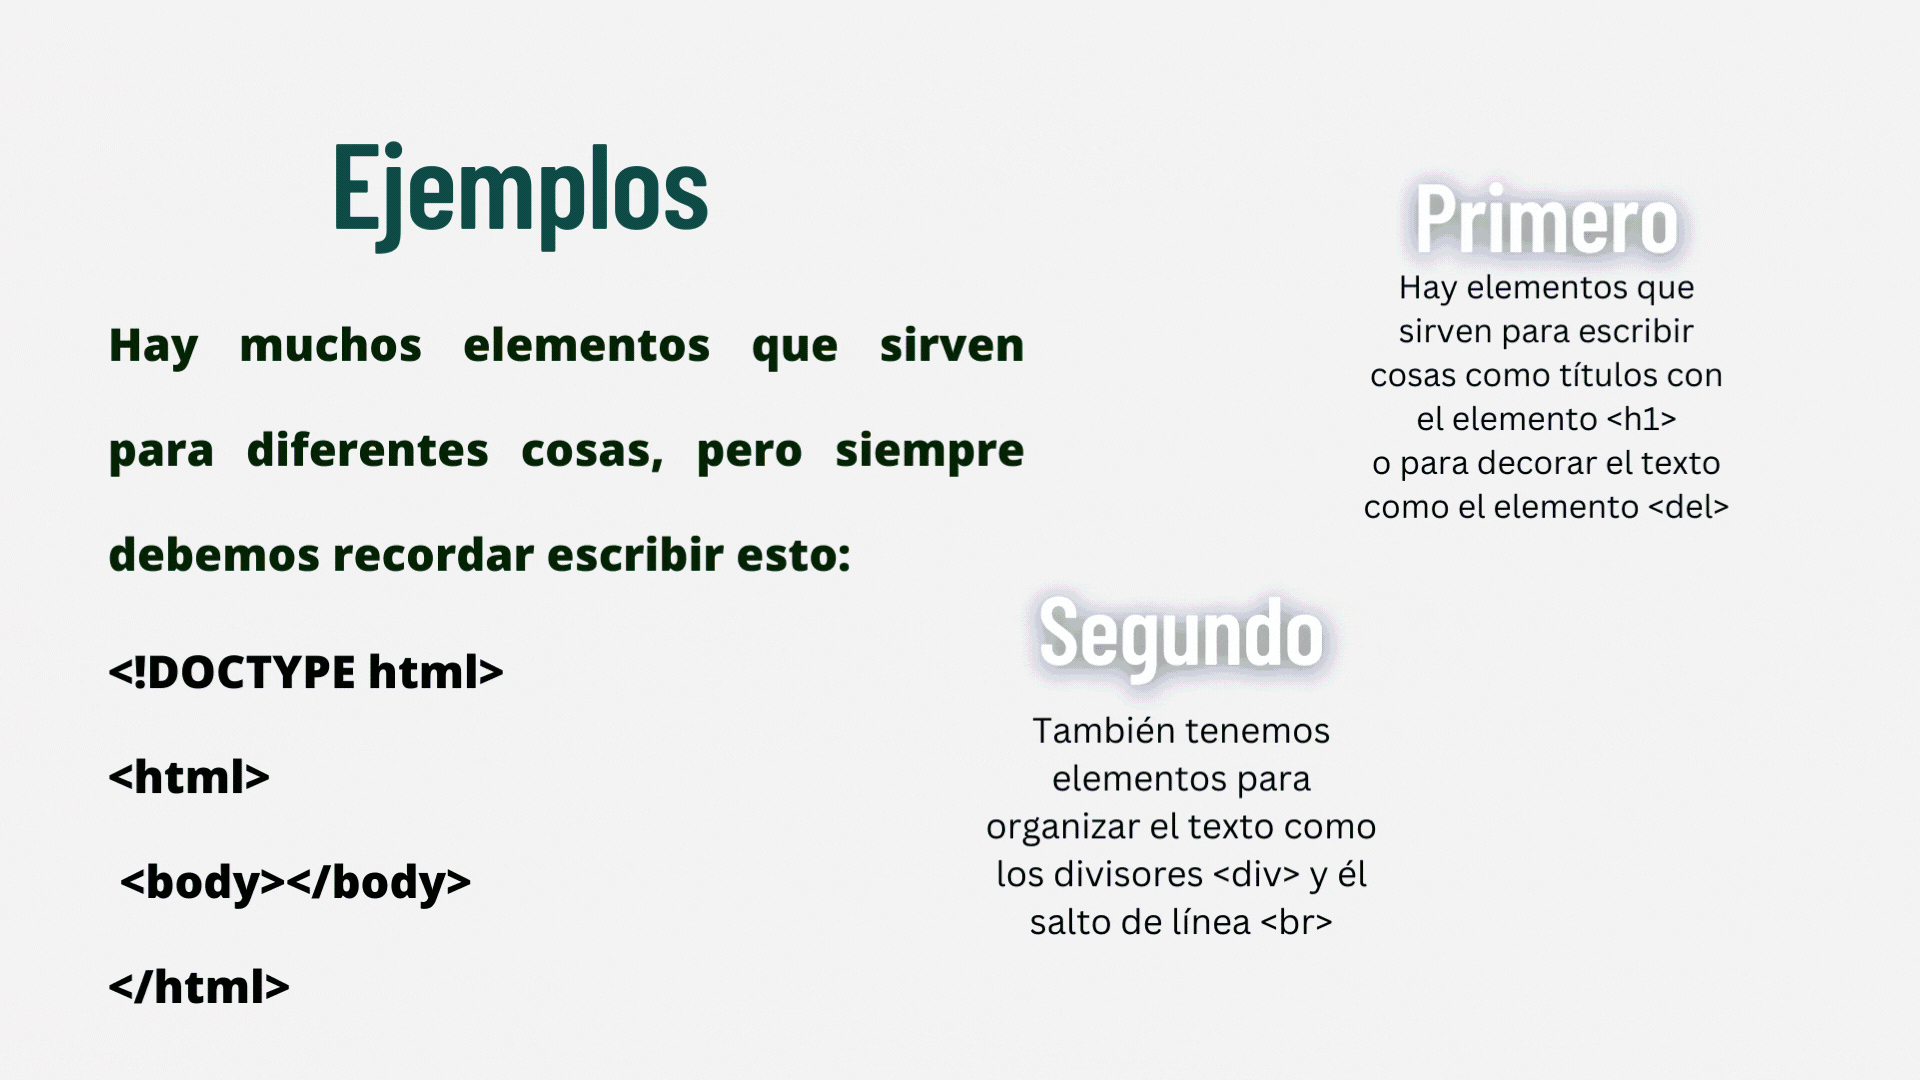 Ejemplos
Hay muchos elementos que sirven
para diferentes cosas, pero siempre
debemos recordar escribir esto:
<!DOCTYPE html>
<html>
<body></body>
</html>
Primero
Hay elementos que
sirven para escribir
cosas como títulos con
el elemento <h1>
o para decorar el texto
como el elemento <del>
Segundo
También tenemos
elementos para
organizar el texto como
los divisores <div> y él
salto de línea <br>